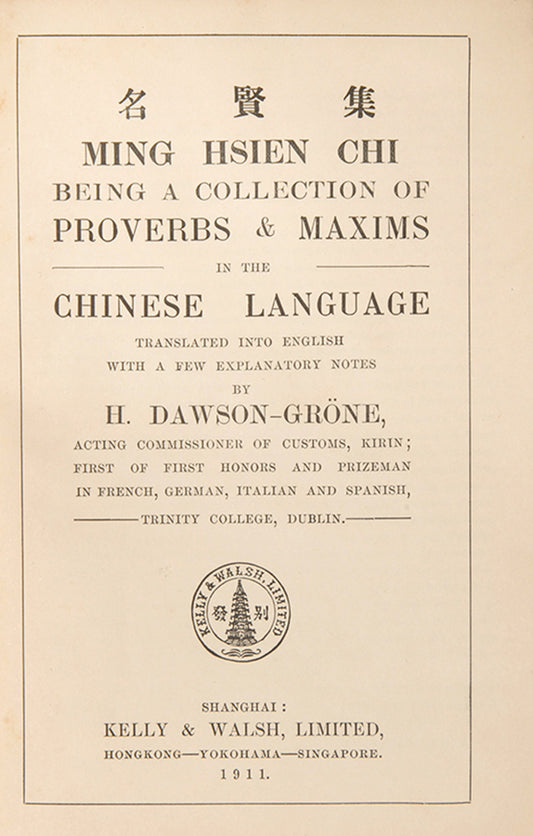 名 賢 集
MING HSIEN CHI
BEING A COLLECTION OF
PROVERBS & MAXIMS
IN THE
CHINESE LANGUAGE
TRANSLATED INTO ENGLISH
WITH A FEW EXPLANATORY NOTES
BY
H. DAWSON-GRÖNE,
ACTING COMMISSIONER OF CUSTOMS, KIRIN;
FIRST OF FIRST HONORS AND PRIZEMAN
IN FRENCH, GERMAN, ITALIAN AND SPANISH,
TRINITY COLLEGE, DUBLIN.
KELLY & WALSH, LIMITED
發 別
SHANGHAI:
KELLY & WALSH, LIMITED,
HONGKONG—YOKOHAMA—SINGAPORE.
1911.